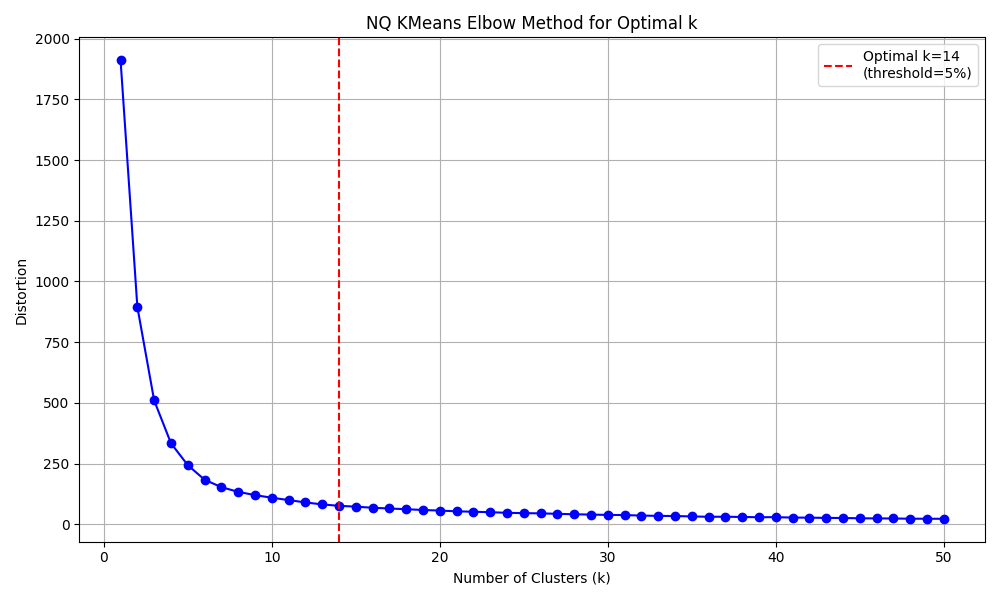 NQ KMeans Elbow Method for Optimal k
2000
1750
1500
1250
1000
750
500
250
0
Distortion
Optimal k=14
(threshold=5%)
0 10 20 30 40 50
Number of Clusters (k)